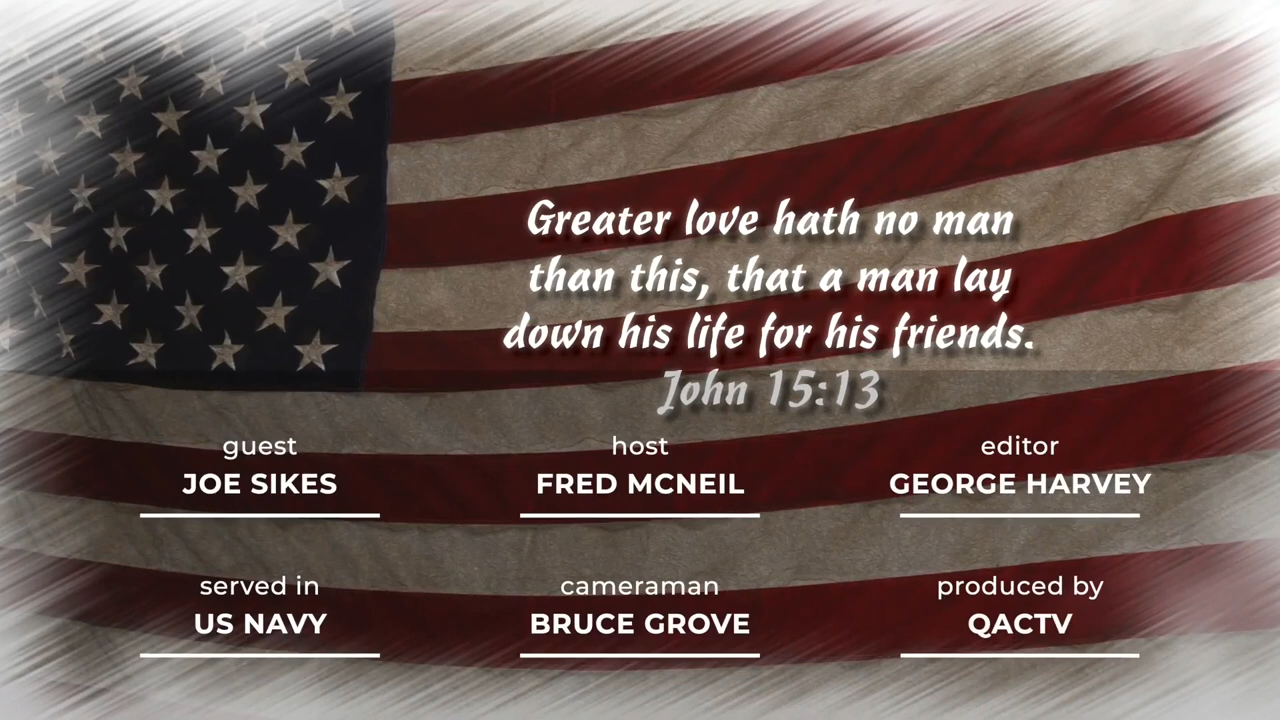 Greater love hath no man
than this, that a man lay
down his life for his friends.
John 15:13
guest
JOE SIKES
host
FRED MCNEIL
editor
GEORGE HARVEY
served in
US NAVY
cameraman
BRUCE GROVE
produced by
QACTV